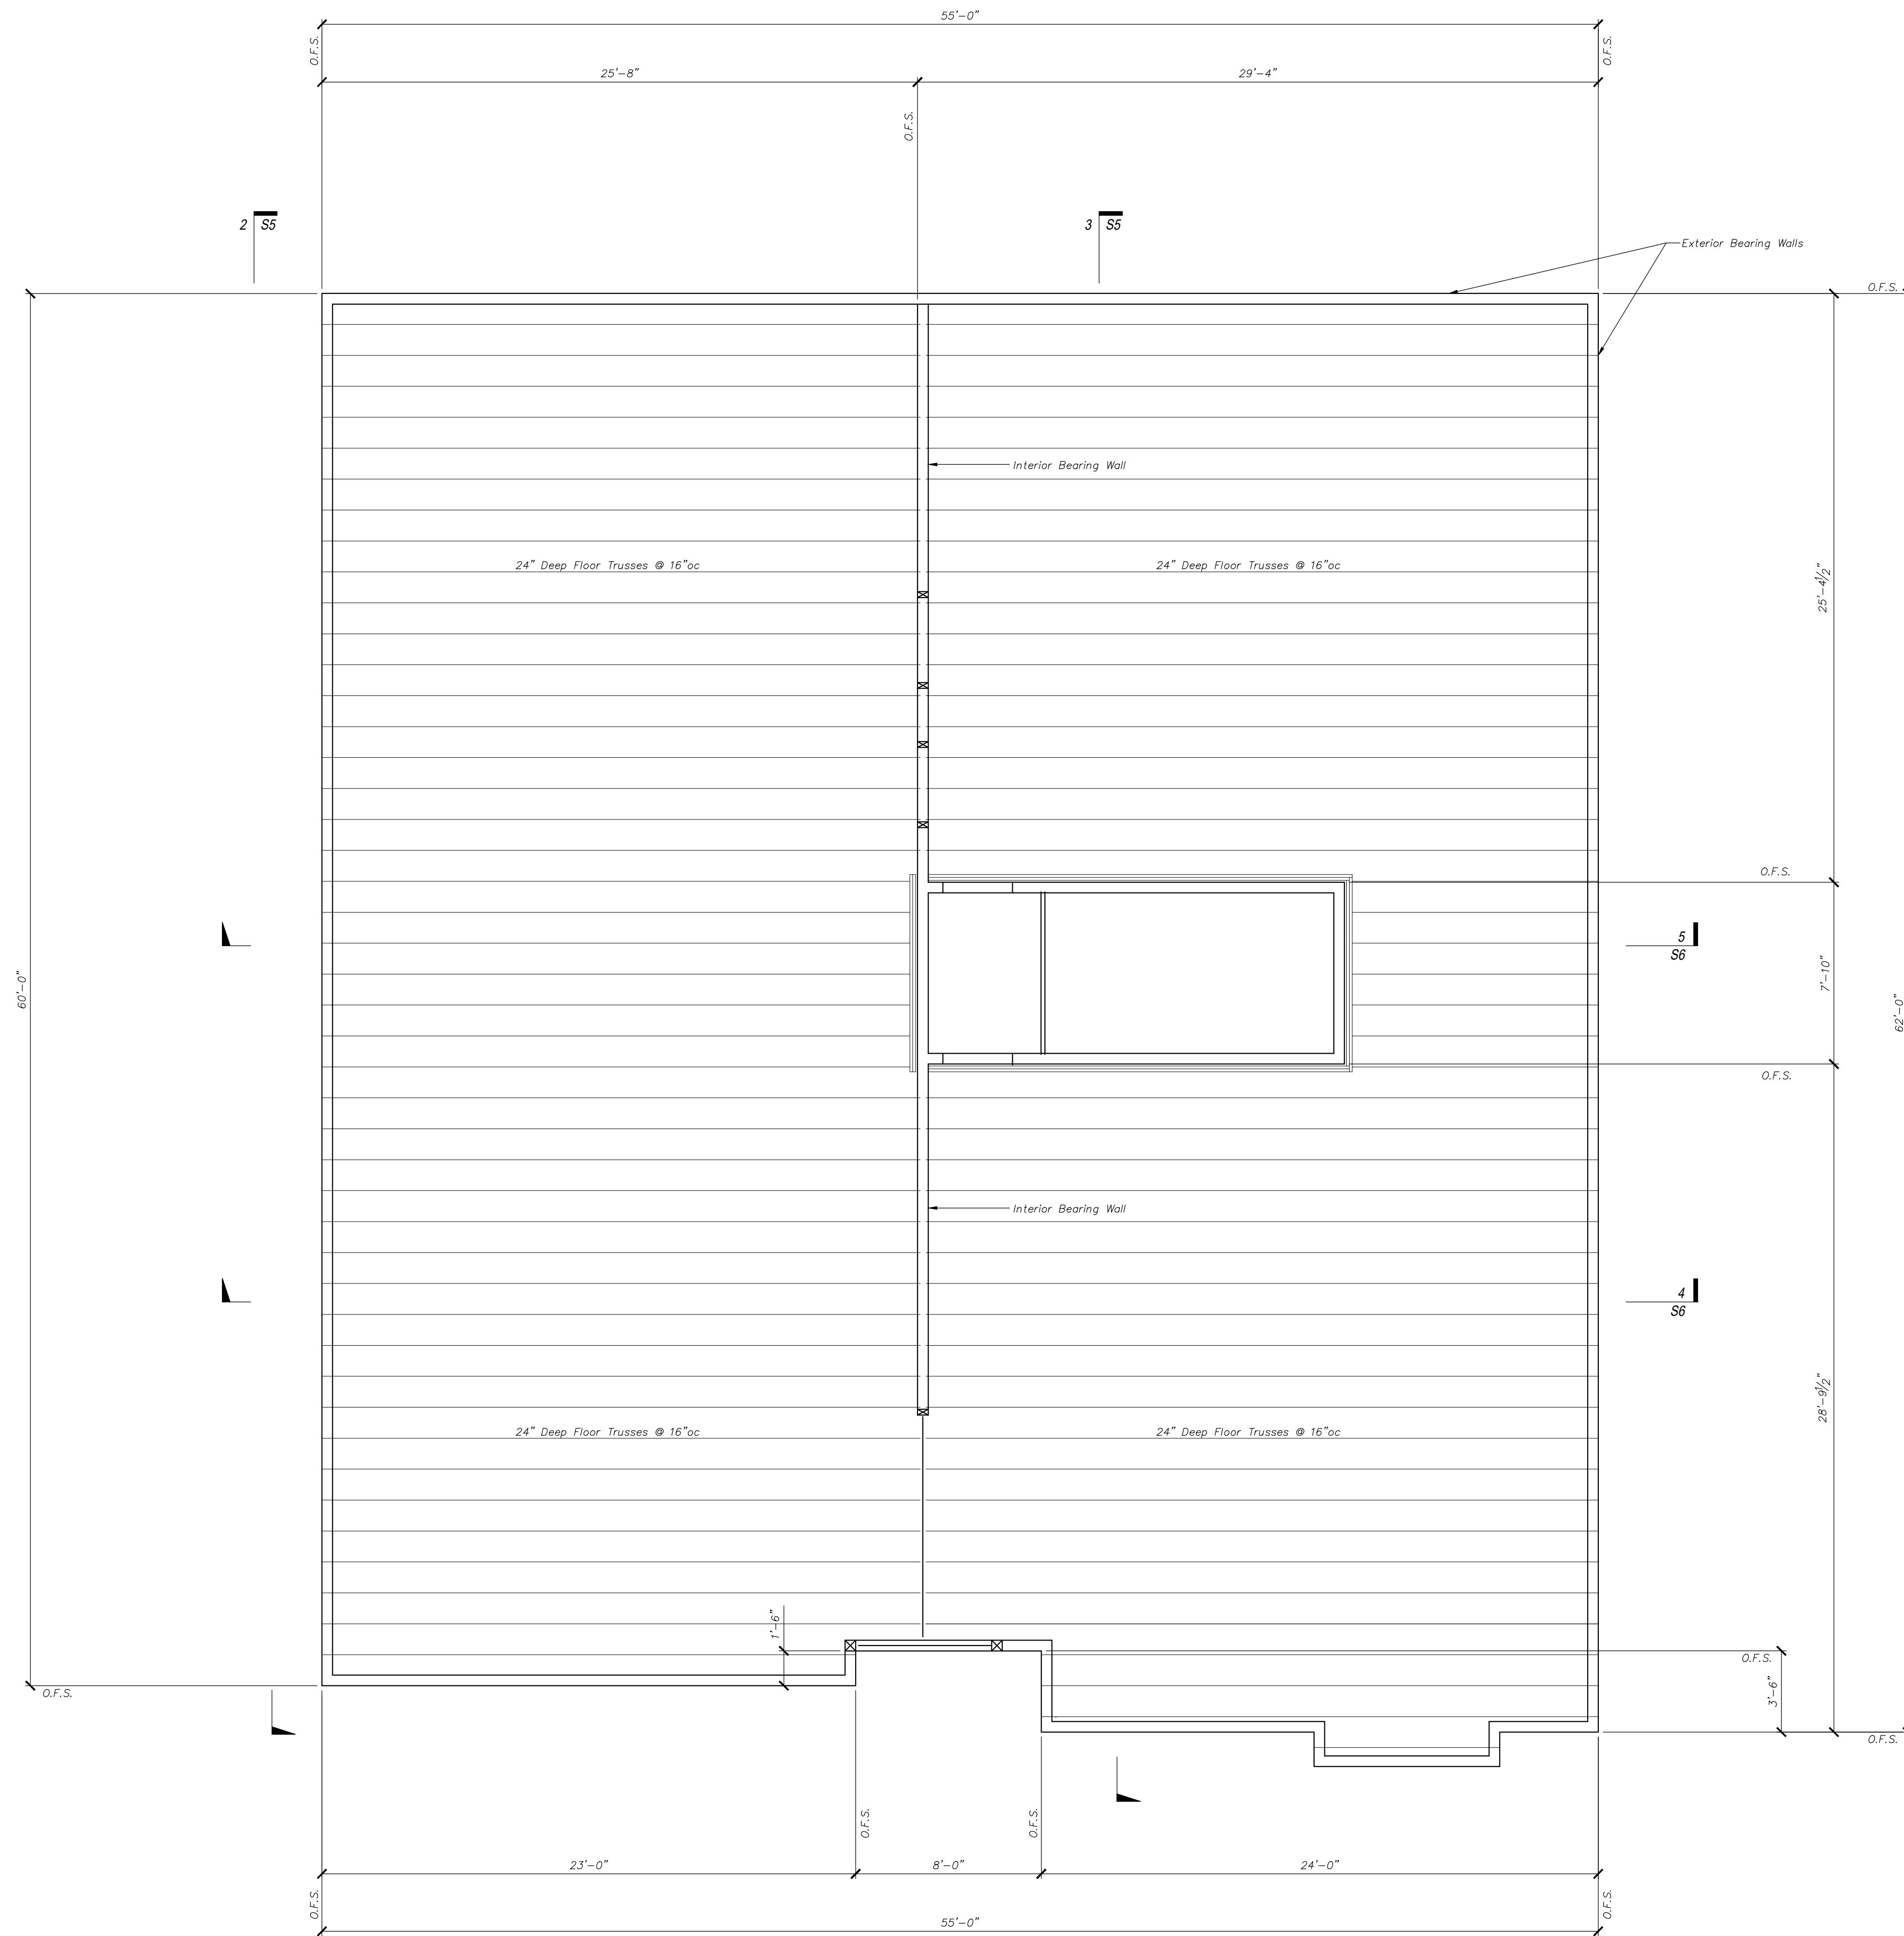 55'-0"
O.F.S.
O.F.S.
25'-8"
29'-4"
O.F.S.
2 S5
3 S5
Exterior Bearing Walls
O.F.S.
Interior Bearing Wall
24" Deep Floor Trusses @ 16"oc
24" Deep Floor Trusses @ 16"oc
25'-4½"
O.F.S.
5
S6
7'-10"
60'-0"
62'-0"
O.F.S.
Interior Bearing Wall
4
S6
28'-9½"
24" Deep Floor Trusses @ 16"oc
24" Deep Floor Trusses @ 16"oc
1'-6"
O.F.S.
3'-6"
O.F.S.
O.F.S.
O.F.S.
O.F.S.
23'-0"
8'-0"
24'-0"
O.F.S.
O.F.S.
55'-0"